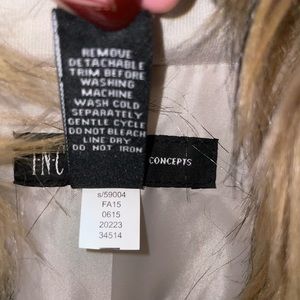 REMOVE
DETACHABLE
TRIM BEFORE
WASHING
MACHINE
WASH COLD
SEPARATELY
GENTLE CYCLE
DO NOT BLEACH
LINE DRY
DO NOT IRON
INC
CONCEPTS
s/59004
FA15
0615
20223
34514